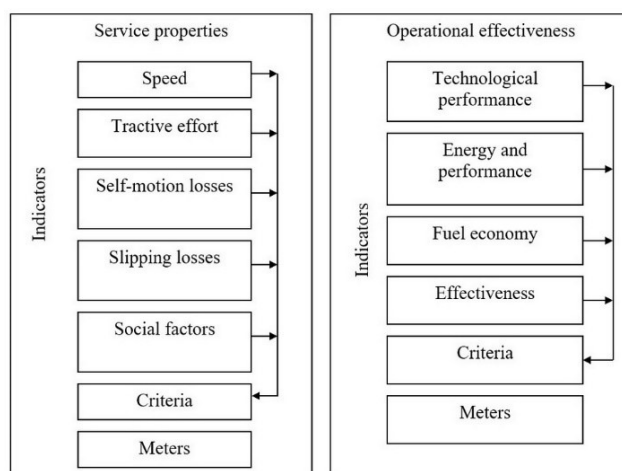 Service properties
Indicators
Speed
Tractive effort
Self-motion losses
Slipping losses
Social factors
Criteria
Meters
Operational effectiveness
Indicators
Technological
performance
Energy and
performance
Fuel economy
Effectiveness
Criteria
Meters